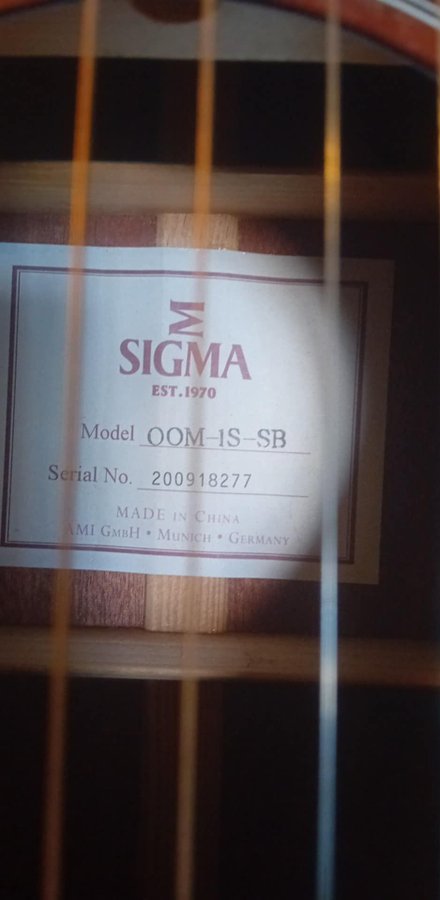 SIGMA
EST.1970
Model OOM-1S-SB
Serial No. 200918277
MADE IN CHINA
AMI GMBH • MUNICH • GERMANY